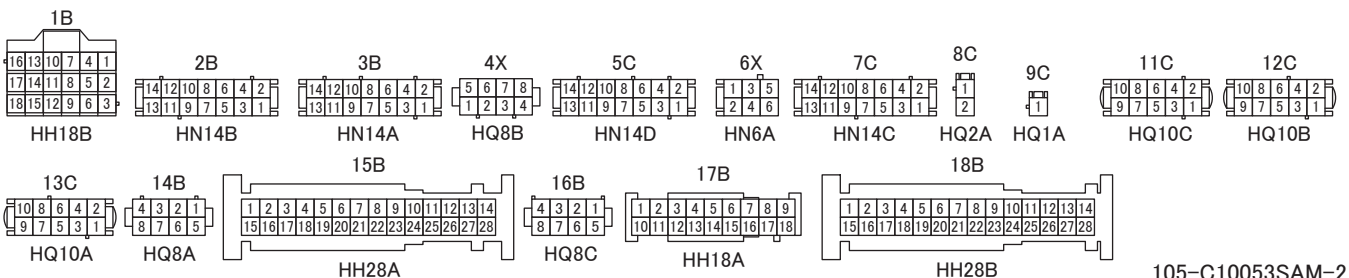 1B
16 13 10 7 4 1
17 14 11 8 5 2
18 15 12 9 6 3
HH18B
2B
14 12 10 8 6 4 2
13 11 9 7 5 3 1
HN14B
3B
14 12 10 8 6 4 2
13 11 9 7 5 3 1
HN14A
4X
5 6 7 8
1 2 3 4
HQ8B
5C
14 12 10 8 6 4 2
13 11 9 7 5 3 1
HN14D
6X
1 3 5
2 4 6
HN6A
7C
14 12 10 8 6 4 2
13 11 9 7 5 3 1
HN14C
8C
1
2
HQ2A
9C
1
HQ1A
11C
10 8 6 4 2
9 7 5 3 1
HQ10C
12C
10 8 6 4 2
9 7 5 3 1
HQ10B
13C
10 8 6 4 2
9 7 5 3 1
HQ10A
14B
4 3 2 1
8 7 6 5
HQ8A
15B
1 2 3 4 5 6 7 8 9 10 11 12 13 14
15 16 17 18 19 20 21 22 23 24 25 26 27 28
HH28A
16B
4 3 2 1
8 7 6 5
HQ8C
17B
1 2 3 4 5 6 7 8 9
10 11 12 13 14 15 16 17 18
HH18A
18B
1 2 3 4 5 6 7 8 9 10 11 12 13 14
15 16 17 18 19 20 21 22 23 24 25 26 27 28
HH28B
105-C10053SAM-2